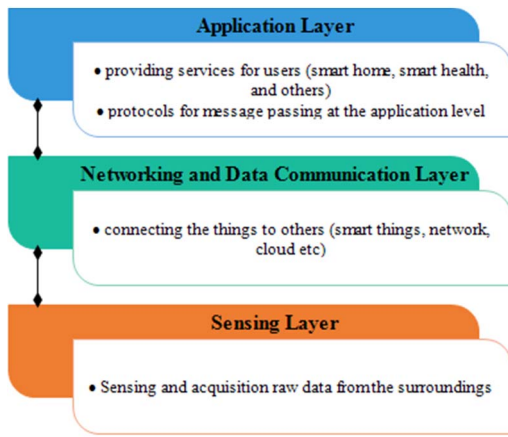 Application Layer
• providing services for users (smart home, smart health,
and others)
• protocols for message passing at the application level
Networking and Data Communication Layer
• connecting the things to others (smart things, network,
cloud etc)
Sensing Layer
• Sensing and acquisition raw data from the surroundings